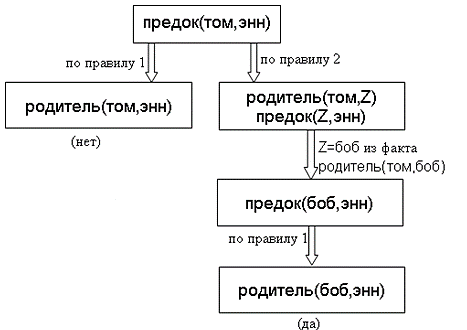 предок(том,энн)
по правилу 1
по правилу 2
родитель(том,энн)
(нет)
родитель(том,Z)
предок(Z,энн)
Z=боб из факта
родитель(том,боб)
предок(боб,энн)
по правилу 1
родитель(боб,энн)
(да)